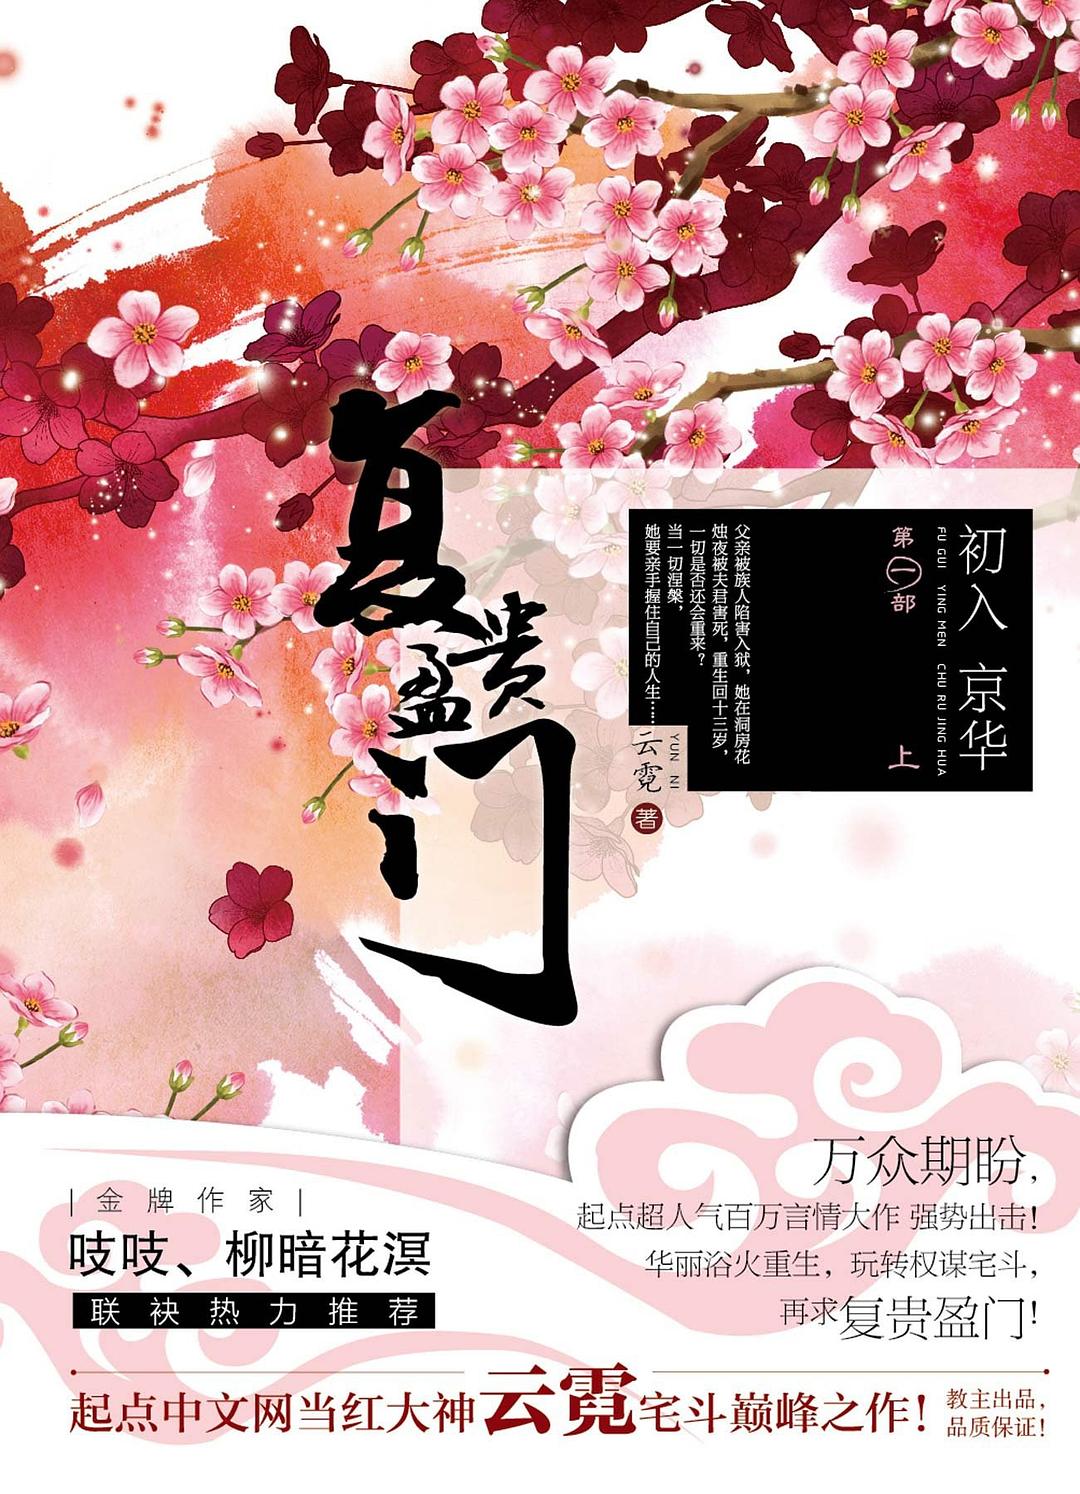 复贵盈门
初入 京华
FU GUI YING MEN CHU RU JING HUA
第一部
上
父亲被族人陷害入狱，她在洞房花
烛夜被夫君害死，重生回十三岁，
一切是否还会重来？
当一切涅槃，
她要亲手握住自己的人生……
YUN NI
云霓
著
万众期盼，
起点超人气百万言情大作 强势出击！
华丽浴火重生，玩转权谋宅斗，
再求复贵盈门！
|金牌作家|
吱吱、柳暗花溟
联袂热力推荐
起点中文网当红大神云霓宅斗巅峰之作！
教主出品，
品质保证！